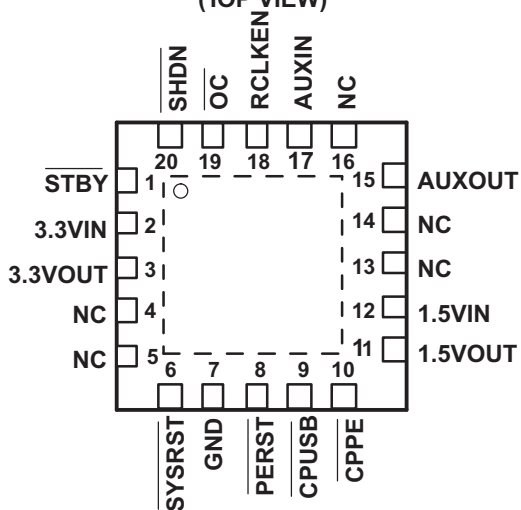 (TOP VIEW)
SHDN
OC
RCLKEN
AUXIN
NC
20 19 18 17 16
STBY 1
15 AUXOUT
3.3VIN 2
14 NC
3.3VOUT 3
13 NC
NC 4
12 1.5VIN
NC 5
11 1.5VOUT
6 7 8 9 10
SYSRST
GND
PERST
CPUSB
CPPE